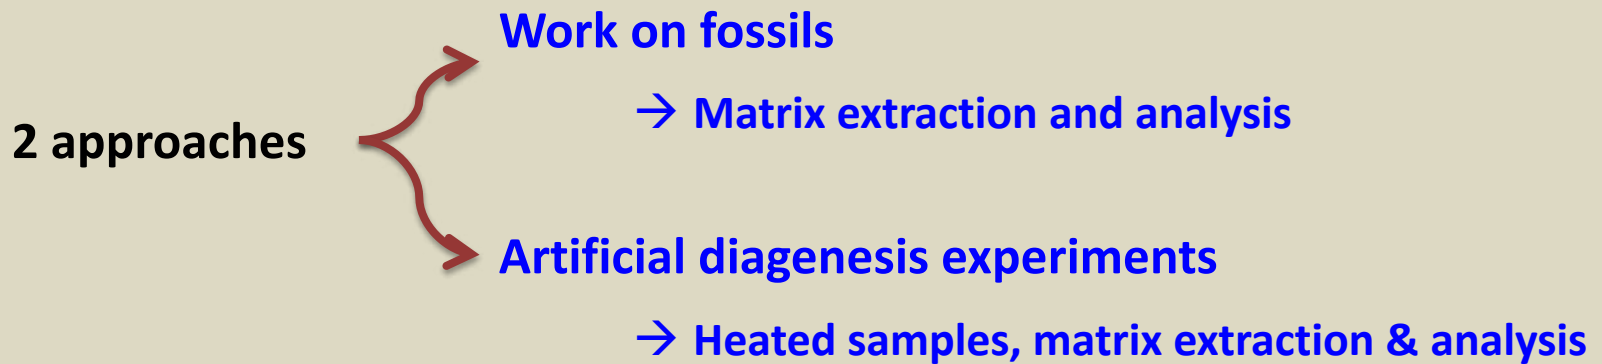 Work on fossils
→ Matrix extraction and analysis
2 approaches
Artificial diagenesis experiments
→ Heated samples, matrix extraction & analysis